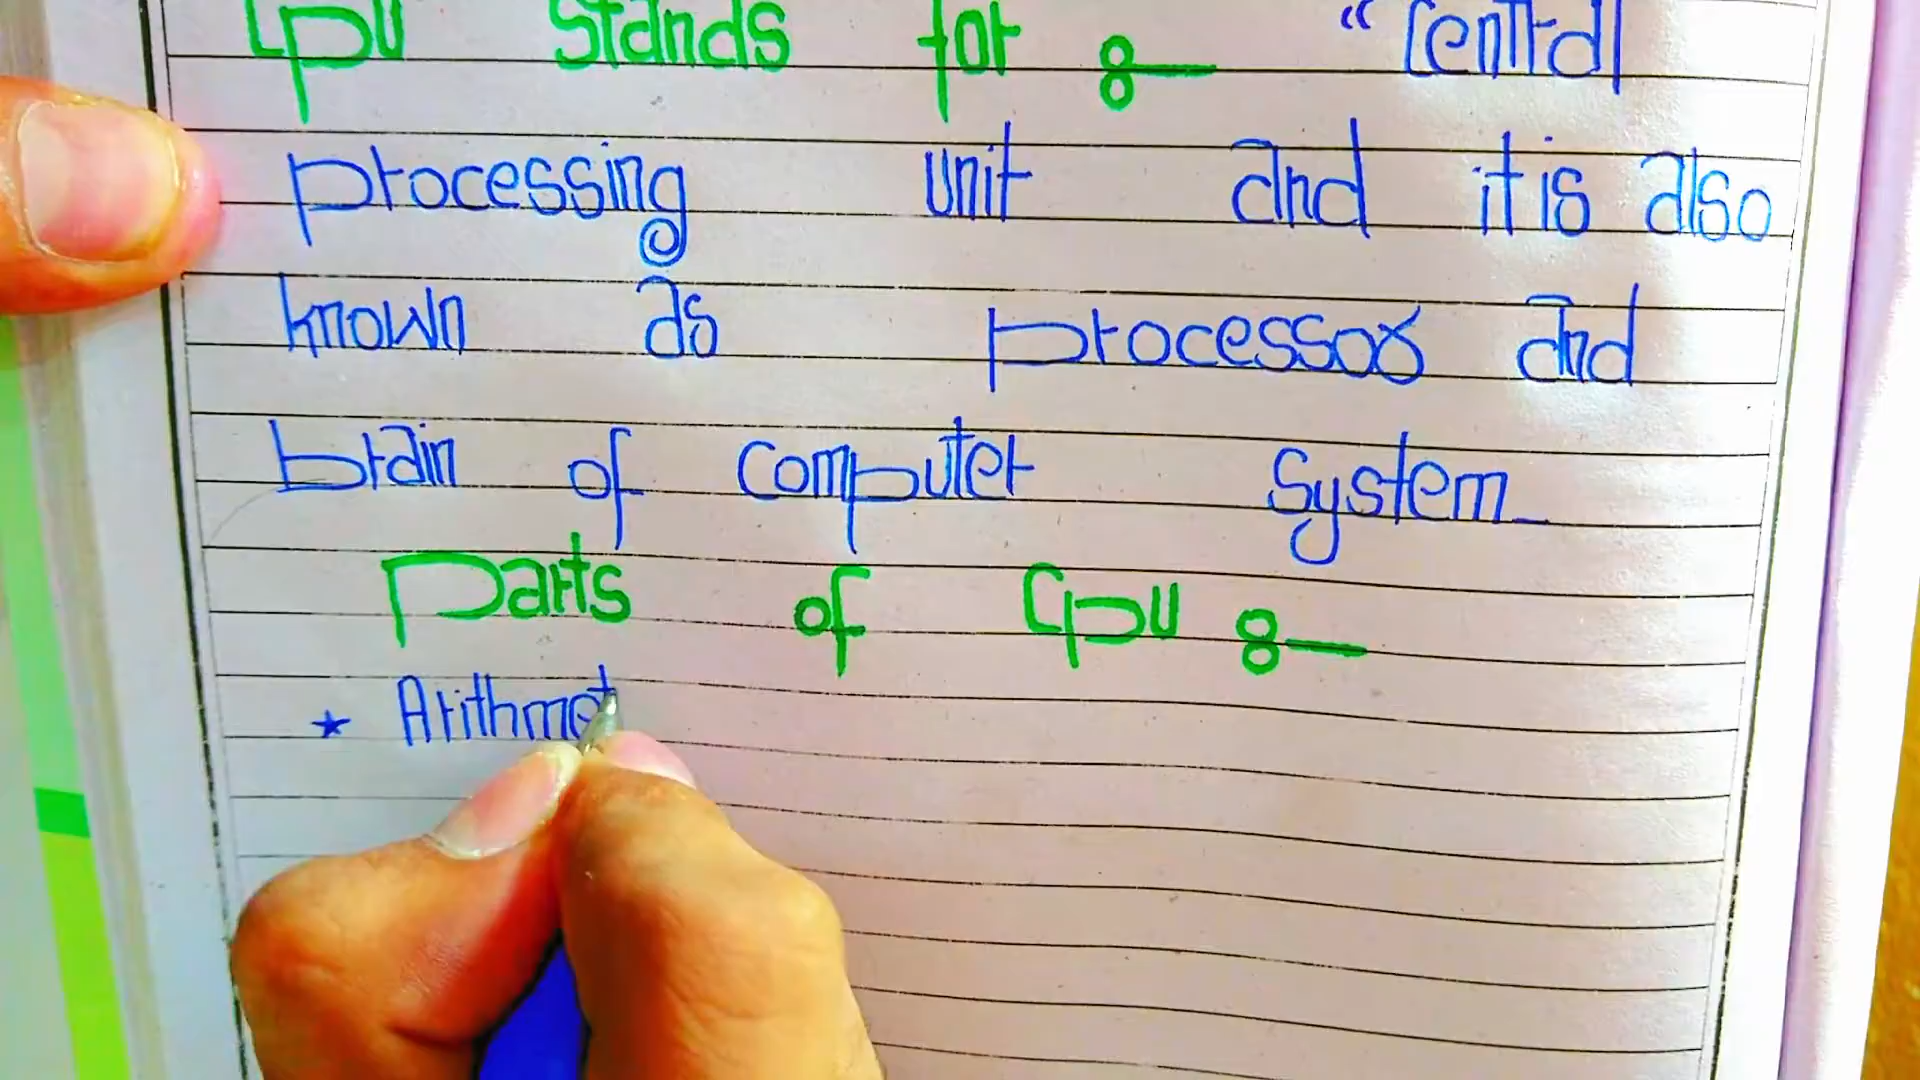 CPU stands for :- " Central
processing unit and it is also
known as processor and
brain of computer system_
Parts of CPU :-
★ Arithmet